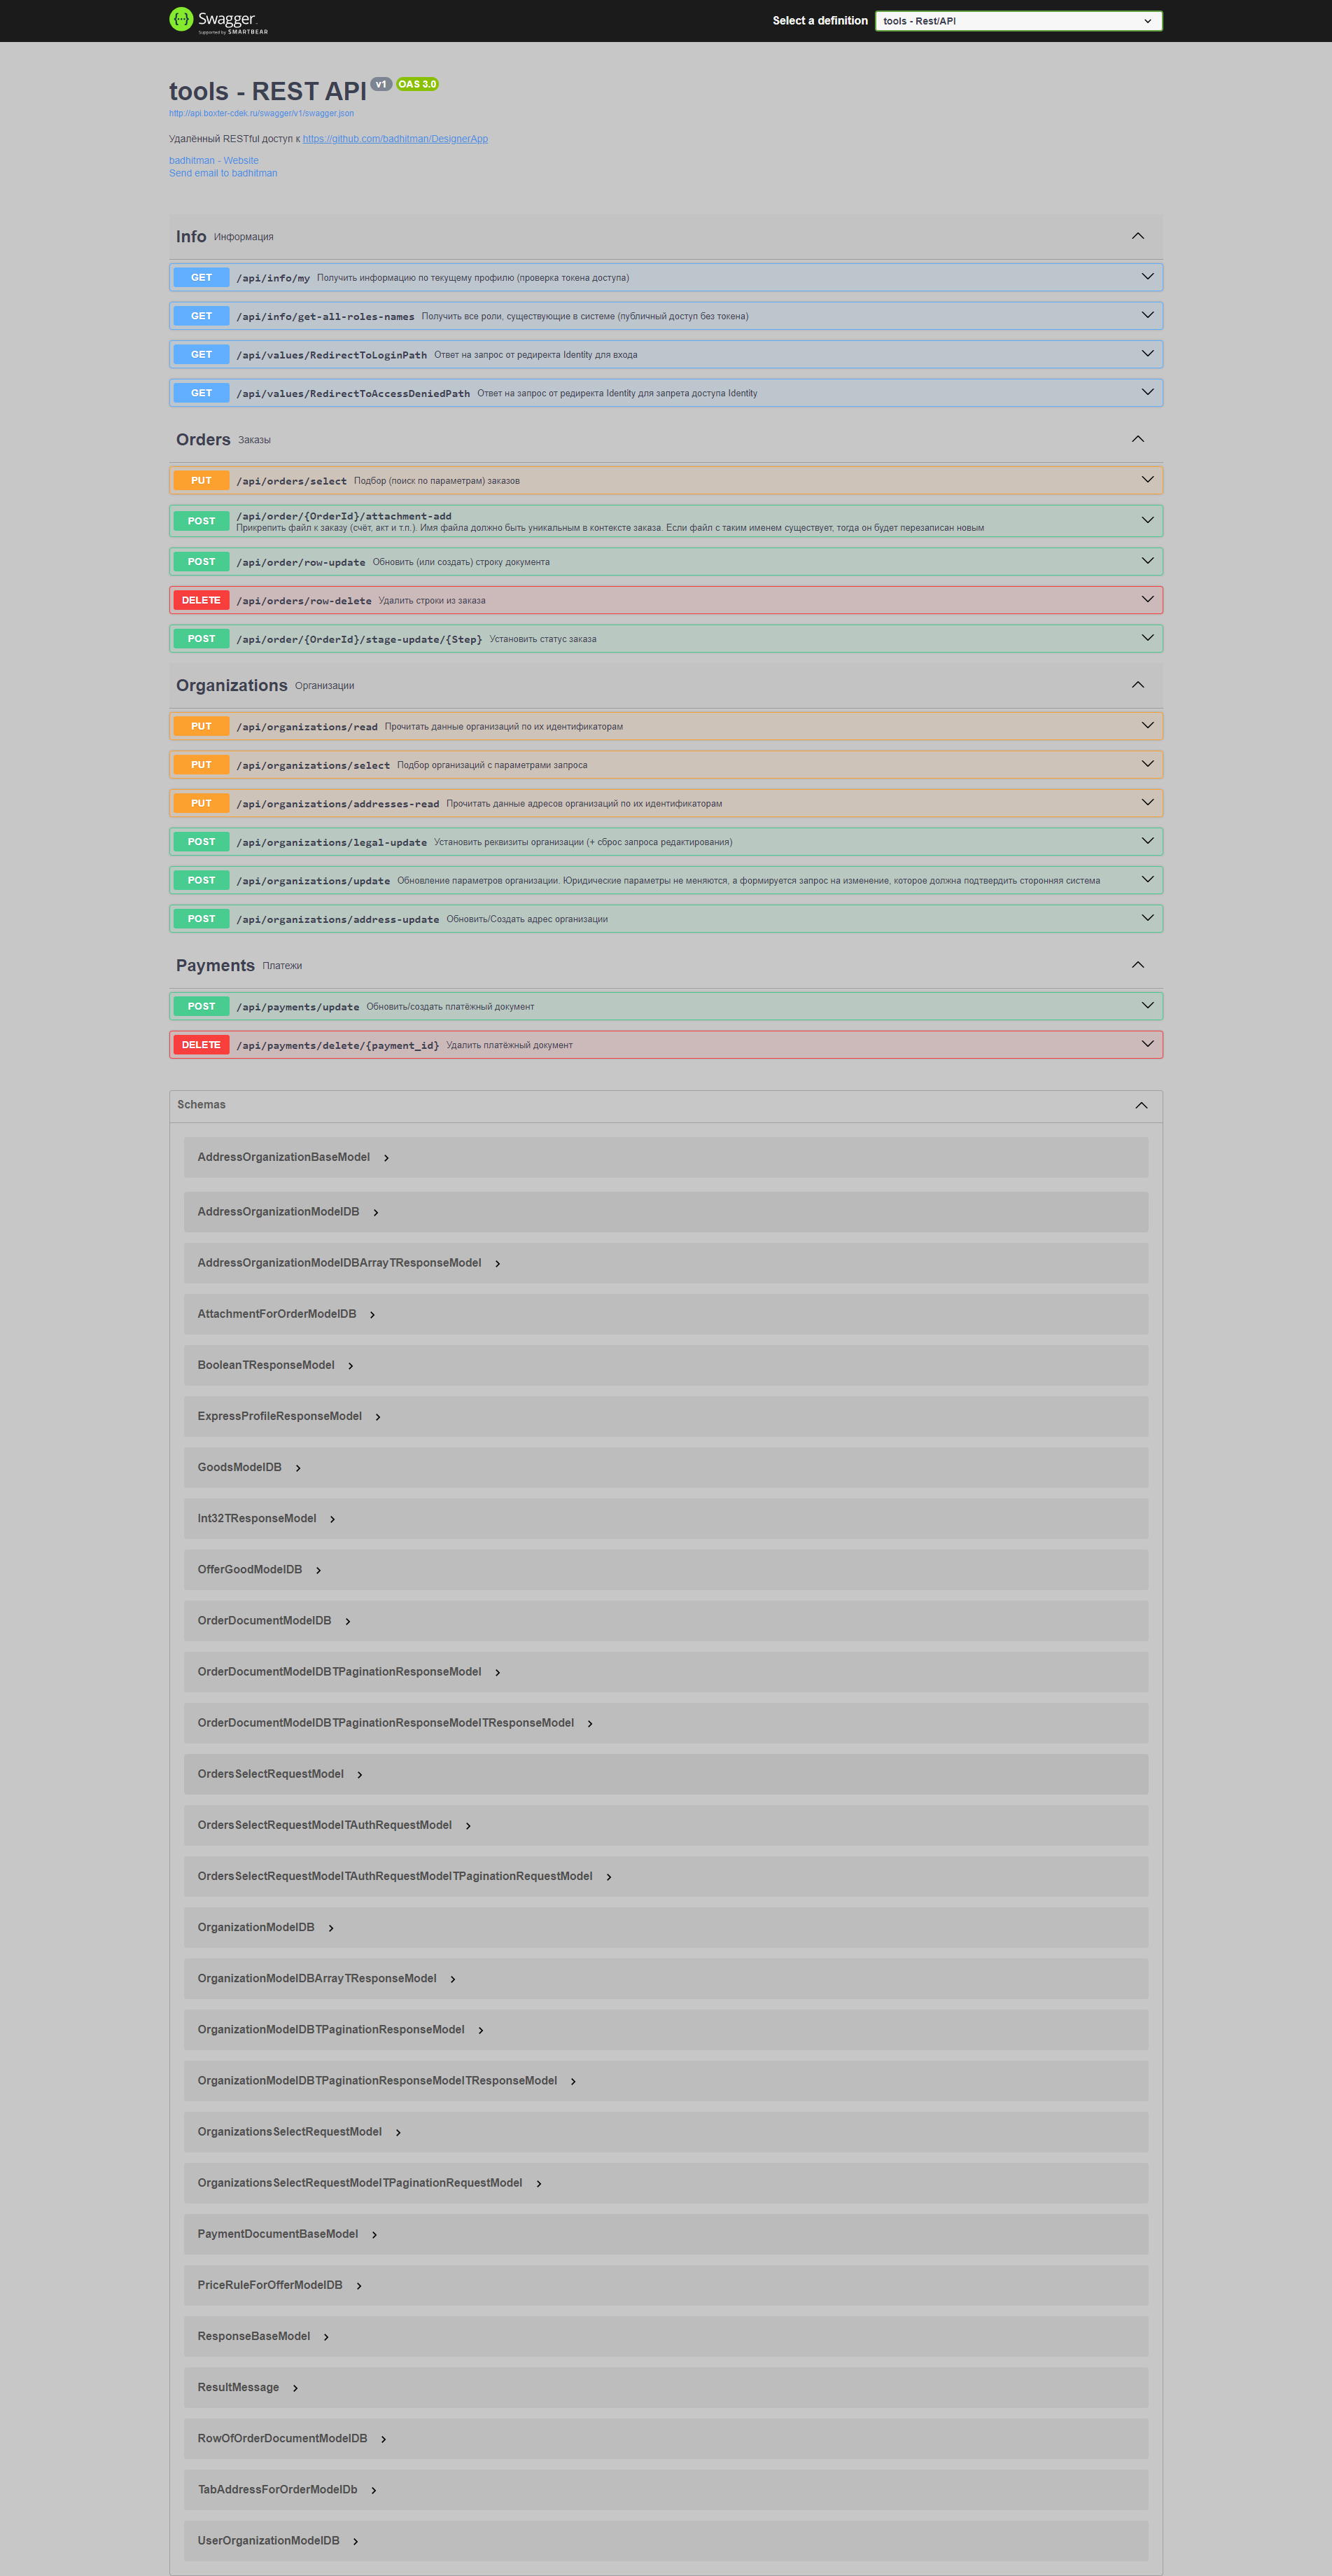 Swagger.
Supported by SMARTBEAR
Select a definition
tools - Rest/API
tools - REST API v1 OAS 3.0
http://api.boxter-cdek.ru/swagger/v1/swagger.json
Удалённый RESTful доступ к https://github.com/badhitman/DesignerApp
badhitman - Website
Send email to badhitman
Info Информация
GET /api/info/my Получить информацию по текущему профилю (проверка токена доступа)
GET /api/info/get-all-roles-names Получить все роли, существующие в системе (публичный доступ без токена)
GET /api/values/RedirectToLoginPath Ответ на запрос от редиректа Identity для входа
GET /api/values/RedirectToAccessDeniedPath Ответ на запрос от редиректа Identity для запрета доступа Identity
Orders Заказы
PUT /api/orders/select Подбор (поиск по параметрам) заказов
POST /api/order/{OrderId}/attachment-add
Прикрепить файл к заказу (счёт, акт и т.п.). Имя файла должно быть уникальным в контексте заказа. Если файл с таким именем существует, тогда он будет перезаписан новым
POST /api/order/row-update Обновить (или создать) строку документа
DELETE /api/orders/row-delete Удалить строки из заказа
POST /api/order/{OrderId}/stage-update/{Step} Установить статус заказа
Organizations Организации
PUT /api/organizations/read Прочитать данные организаций по их идентификаторам
PUT /api/organizations/select Подбор организаций с параметрами запроса
PUT /api/organizations/addresses-read Прочитать данные адресов организаций по их идентификаторам
POST /api/organizations/legal-update Установить реквизиты организации (+ сброс запроса редактирования)
POST /api/organizations/update Обновление параметров организации. Юридические параметры не меняются, а формируется запрос на изменение, которое должна подтвердить сторонняя система
POST /api/organizations/address-update Обновить/Создать адрес организации
Payments Платежи
POST /api/payments/update Обновить/создать платёжный документ
DELETE /api/payments/delete/{payment_id} Удалить платёжный документ
Schemas
AddressOrganizationBaseModel
AddressOrganizationModelDB
AddressOrganizationModelDBArrayTResponseModel
AttachmentForOrderModelDB
BooleanTResponseModel
ExpressProfileResponseModel
GoodsModelDB
Int32TResponseModel
OfferGoodModelDB
OrderDocumentModelDB
OrderDocumentModelDBTPaginationResponseModel
OrderDocumentModelDBTPaginationResponseModelTResponseModel
OrdersSelectRequestModel
OrdersSelectRequestModelTAuthRequestModel
OrdersSelectRequestModelTAuthRequestModelTPaginationRequestModel
OrganizationModelDB
OrganizationModelDBArrayTResponseModel
OrganizationModelDBTPaginationResponseModel
OrganizationModelDBTPaginationResponseModelTResponseModel
OrganizationsSelectRequestModel
OrganizationsSelectRequestModelTPaginationRequestModel
PaymentDocumentBaseModel
PriceRuleForOfferModelDB
ResponseBaseModel
ResultMessage
RowOfOrderDocumentModelDB
TabAddressForOrderModelDb
UserOrganizationModelDB